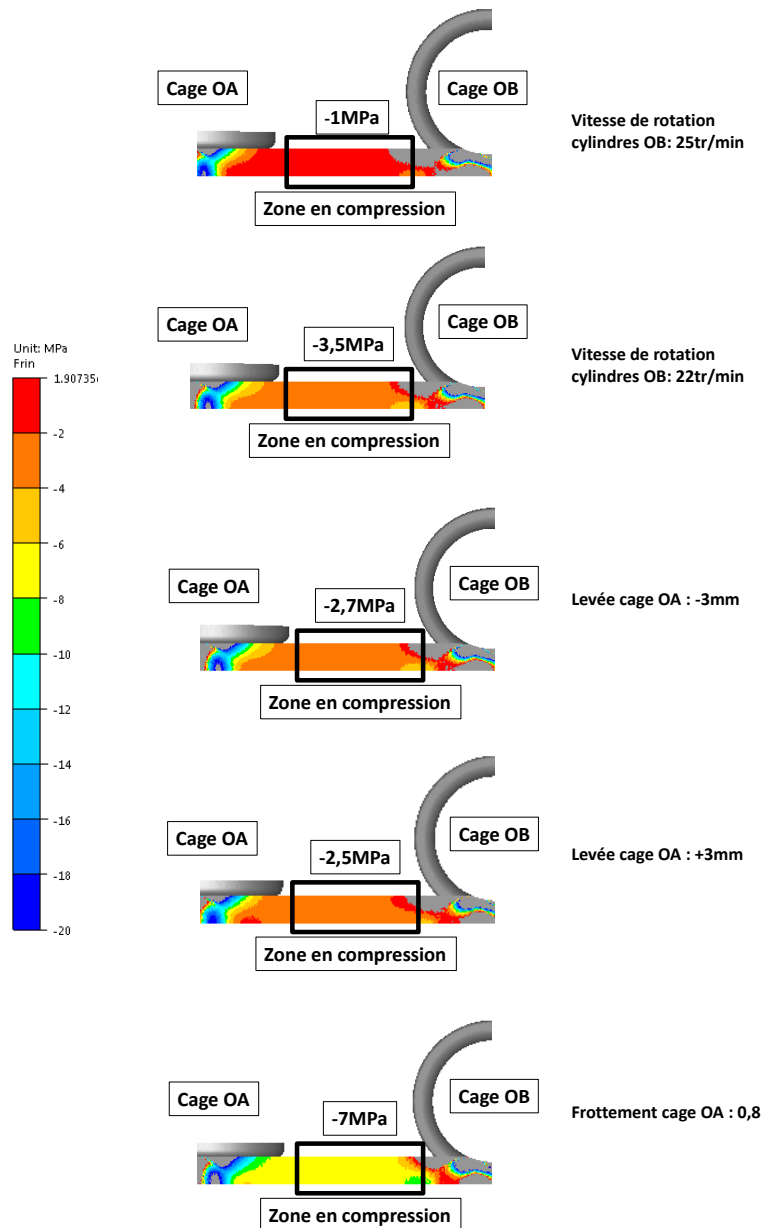 Cage OA
Cage OB
-1MPa
Vitesse de rotation
cylindres OB: 25tr/min
Zone en compression
Cage OA
Cage OB
-3,5MPa
Vitesse de rotation
cylindres OB: 22tr/min
Zone en compression
Unit: MPa
Frin
1.90735
-2
-4
-6
-8
-10
-12
-14
-16
-18
-20
Cage OA
Cage OB
-2,7MPa
Levée cage OA : -3mm
Zone en compression
Cage OA
Cage OB
-2,5MPa
Levée cage OA : +3mm
Zone en compression
Cage OA
Cage OB
-7MPa
Frottement cage OA : 0,8
Zone en compression